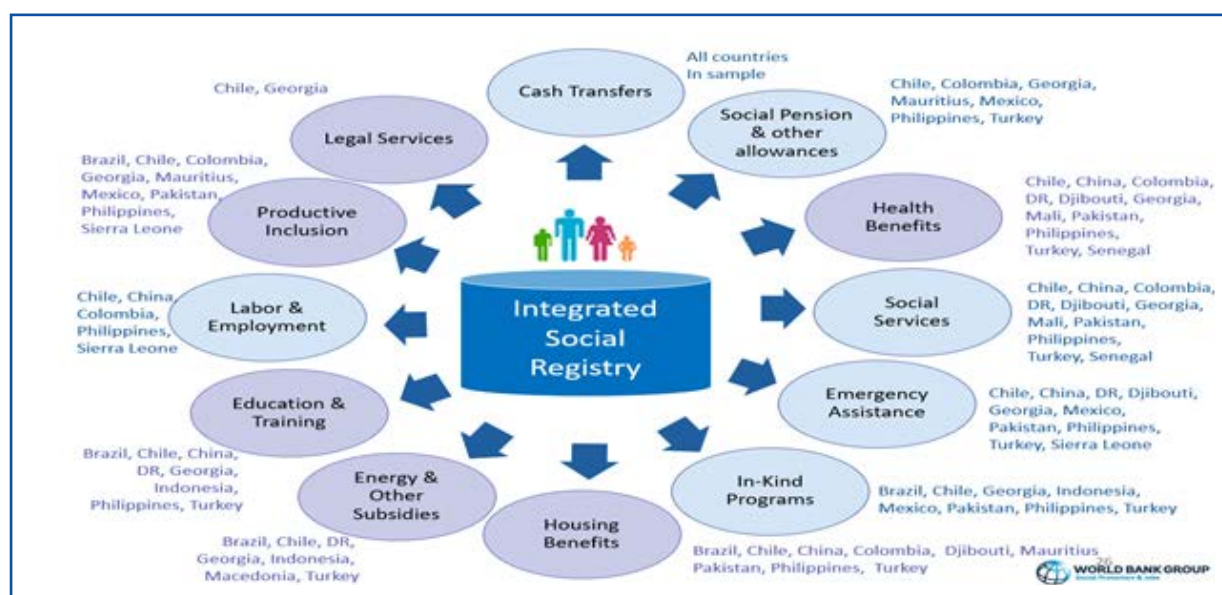 Cash Transfers
All countries
In sample
Social Pension
& other
allowances
Chile, Colombia, Georgia,
Mauritius, Mexico,
Philippines, Turkey
Health
Benefits
Chile, China, Colombia,
DR, Djibouti, Georgia,
Mali, Pakistan,
Philippines,
Turkey, Senegal
Social
Services
Chile, China, Colombia,
DR, Djibouti, Georgia,
Mali, Pakistan,
Philippines,
Turkey, Senegal
Emergency
Assistance
Chile, China, DR, Djibouti,
Georgia, Mexico,
Pakistan, Philippines,
Turkey, Sierra Leone
In-Kind
Programs
Brazil, Chile, Georgia, Indonesia,
Mexico, Pakistan, Philippines, Turkey
Housing
Benefits
Brazil, Chile, China, Colombia, Djibouti, Mauritius
Pakistan, Philippines, Turkey
Energy &
Other
Subsidies
Brazil, Chile, DR,
Georgia, Indonesia,
Macedonia, Turkey
Education &
Training
Brazil, Chile, China,
DR, Georgia,
Indonesia,
Philippines, Turkey
Labor &
Employment
Chile, China,
Colombia,
Philippines,
Sierra Leone
Productive
Inclusion
Brazil, Chile, Colombia,
Georgia, Mauritius,
Mexico, Pakistan,
Philippines,
Sierra Leone
Legal Services
Chile, Georgia
Integrated
Social
Registry
26
WORLD BANK GROUP
Social Protection & Jobs